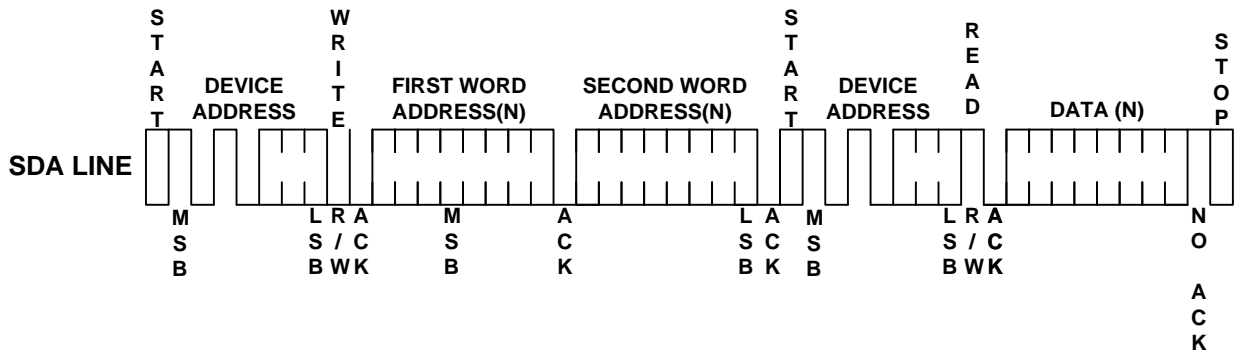 START
WRITE
START
READ
STOP
DEVICE
ADDRESS
FIRST WORD
ADDRESS(N)
SECOND WORD
ADDRESS(N)
DEVICE
ADDRESS
DATA (N)
SDA LINE
MSB
LSB
R/W
ACK
MSB
ACK
LSB
ACK
MSB
LSB
R/W
ACK
NO ACK